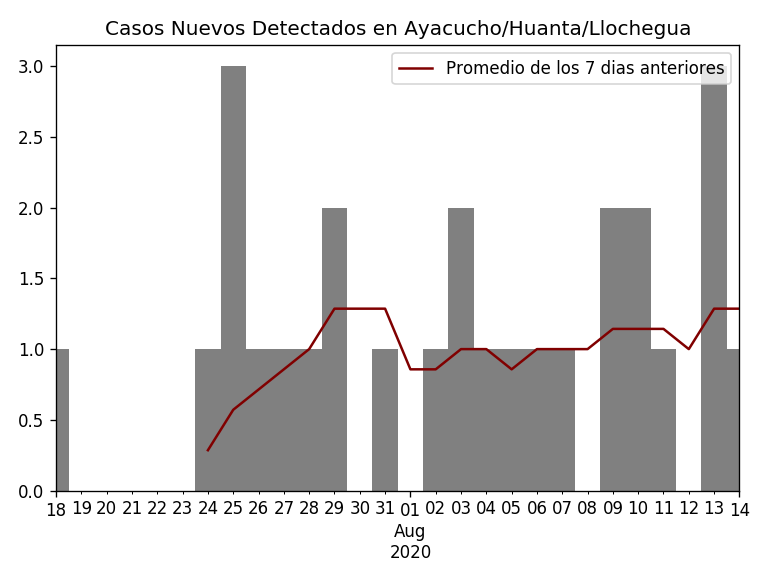 Casos Nuevos Detectados en Ayacucho/Huanta/Llochegua
Promedio de los 7 dias anteriores
3.0
2.5
2.0
1.5
1.0
0.5
0.0
18 19 20 21 22 23 24 25 26 27 28 29 30 31 01 02 03 04 05 06 07 08 09 10 11 12 13 14
Aug
2020